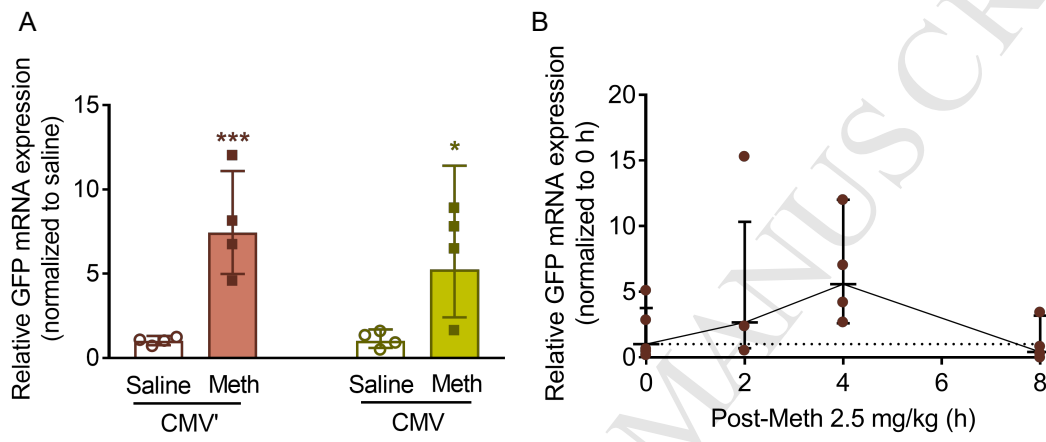 A
Relative GFP mRNA expression
(normalized to saline)
15
10
5
0
***
*
Saline Meth Saline Meth
CMV' CMV
B
Relative GFP mRNA expression
(normalized to 0 h)
20
15
10
5
0
0 2 4 6 8
Post-Meth 2.5 mg/kg (h)
MANUSCR